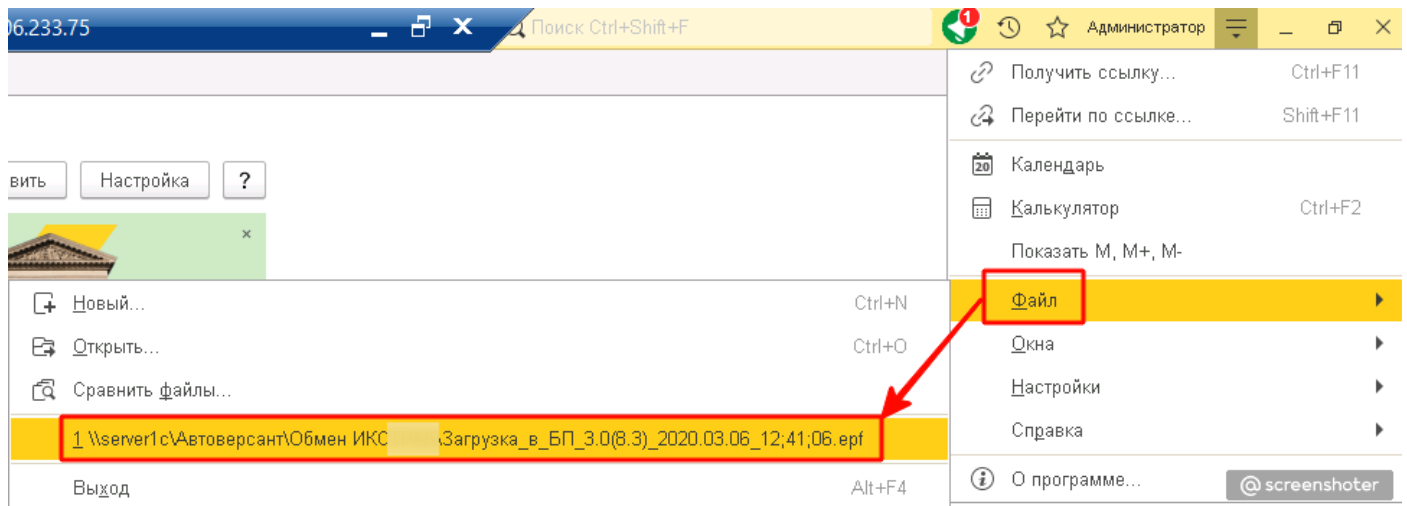 06.233.75
Поиск Ctrl+Shift+F
1
Администратор
Получить ссылку... Ctrl+F11
Перейти по ссылке... Shift+F11
20 Календарь
Калькулятор Ctrl+F2
Показать M, M+, M-
вить Настройка ?
Файл
Окна
Настройки
Справка
О программе...
Новый... Ctrl+N
Открыть... Ctrl+O
Сравнить файлы...
1 \\server1c\Автоверсант\Обмен ИКС \Загрузка_в_БП_3.0(8.3)_2020.03.06_12;41;06.epf
Выход Alt+F4
@screenshoter